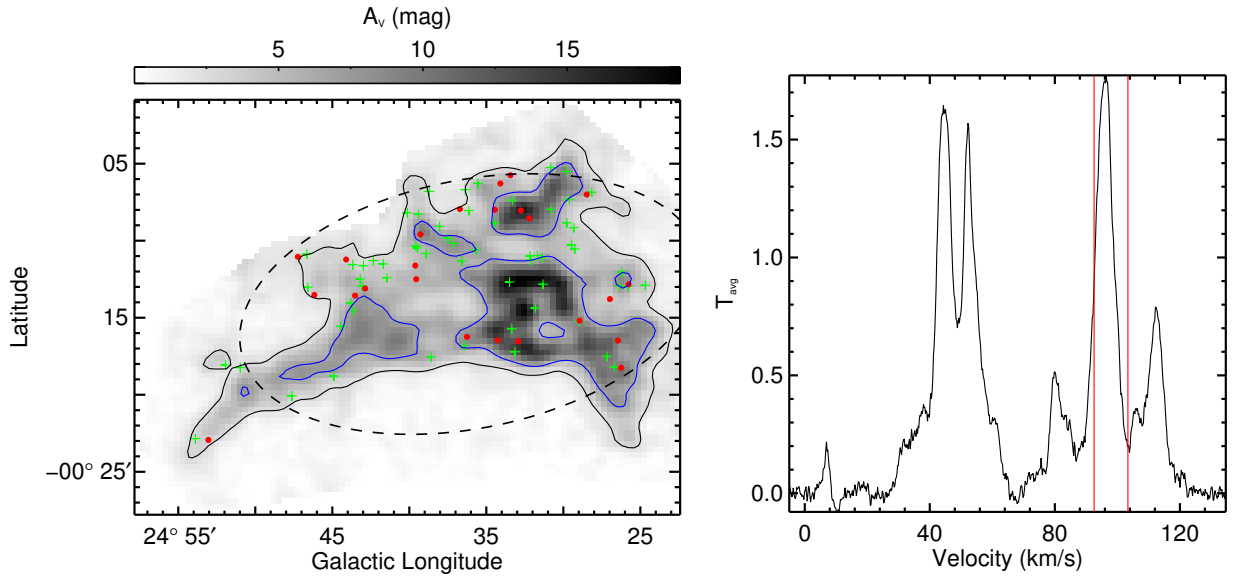 A_v (mag)
5 10 15
05
15
−00° 25′
Latitude
24° 55′ 45 35 25
Galactic Longitude
1.5
1.0
0.5
0.0
T_avg
0 40 80 120
Velocity (km/s)